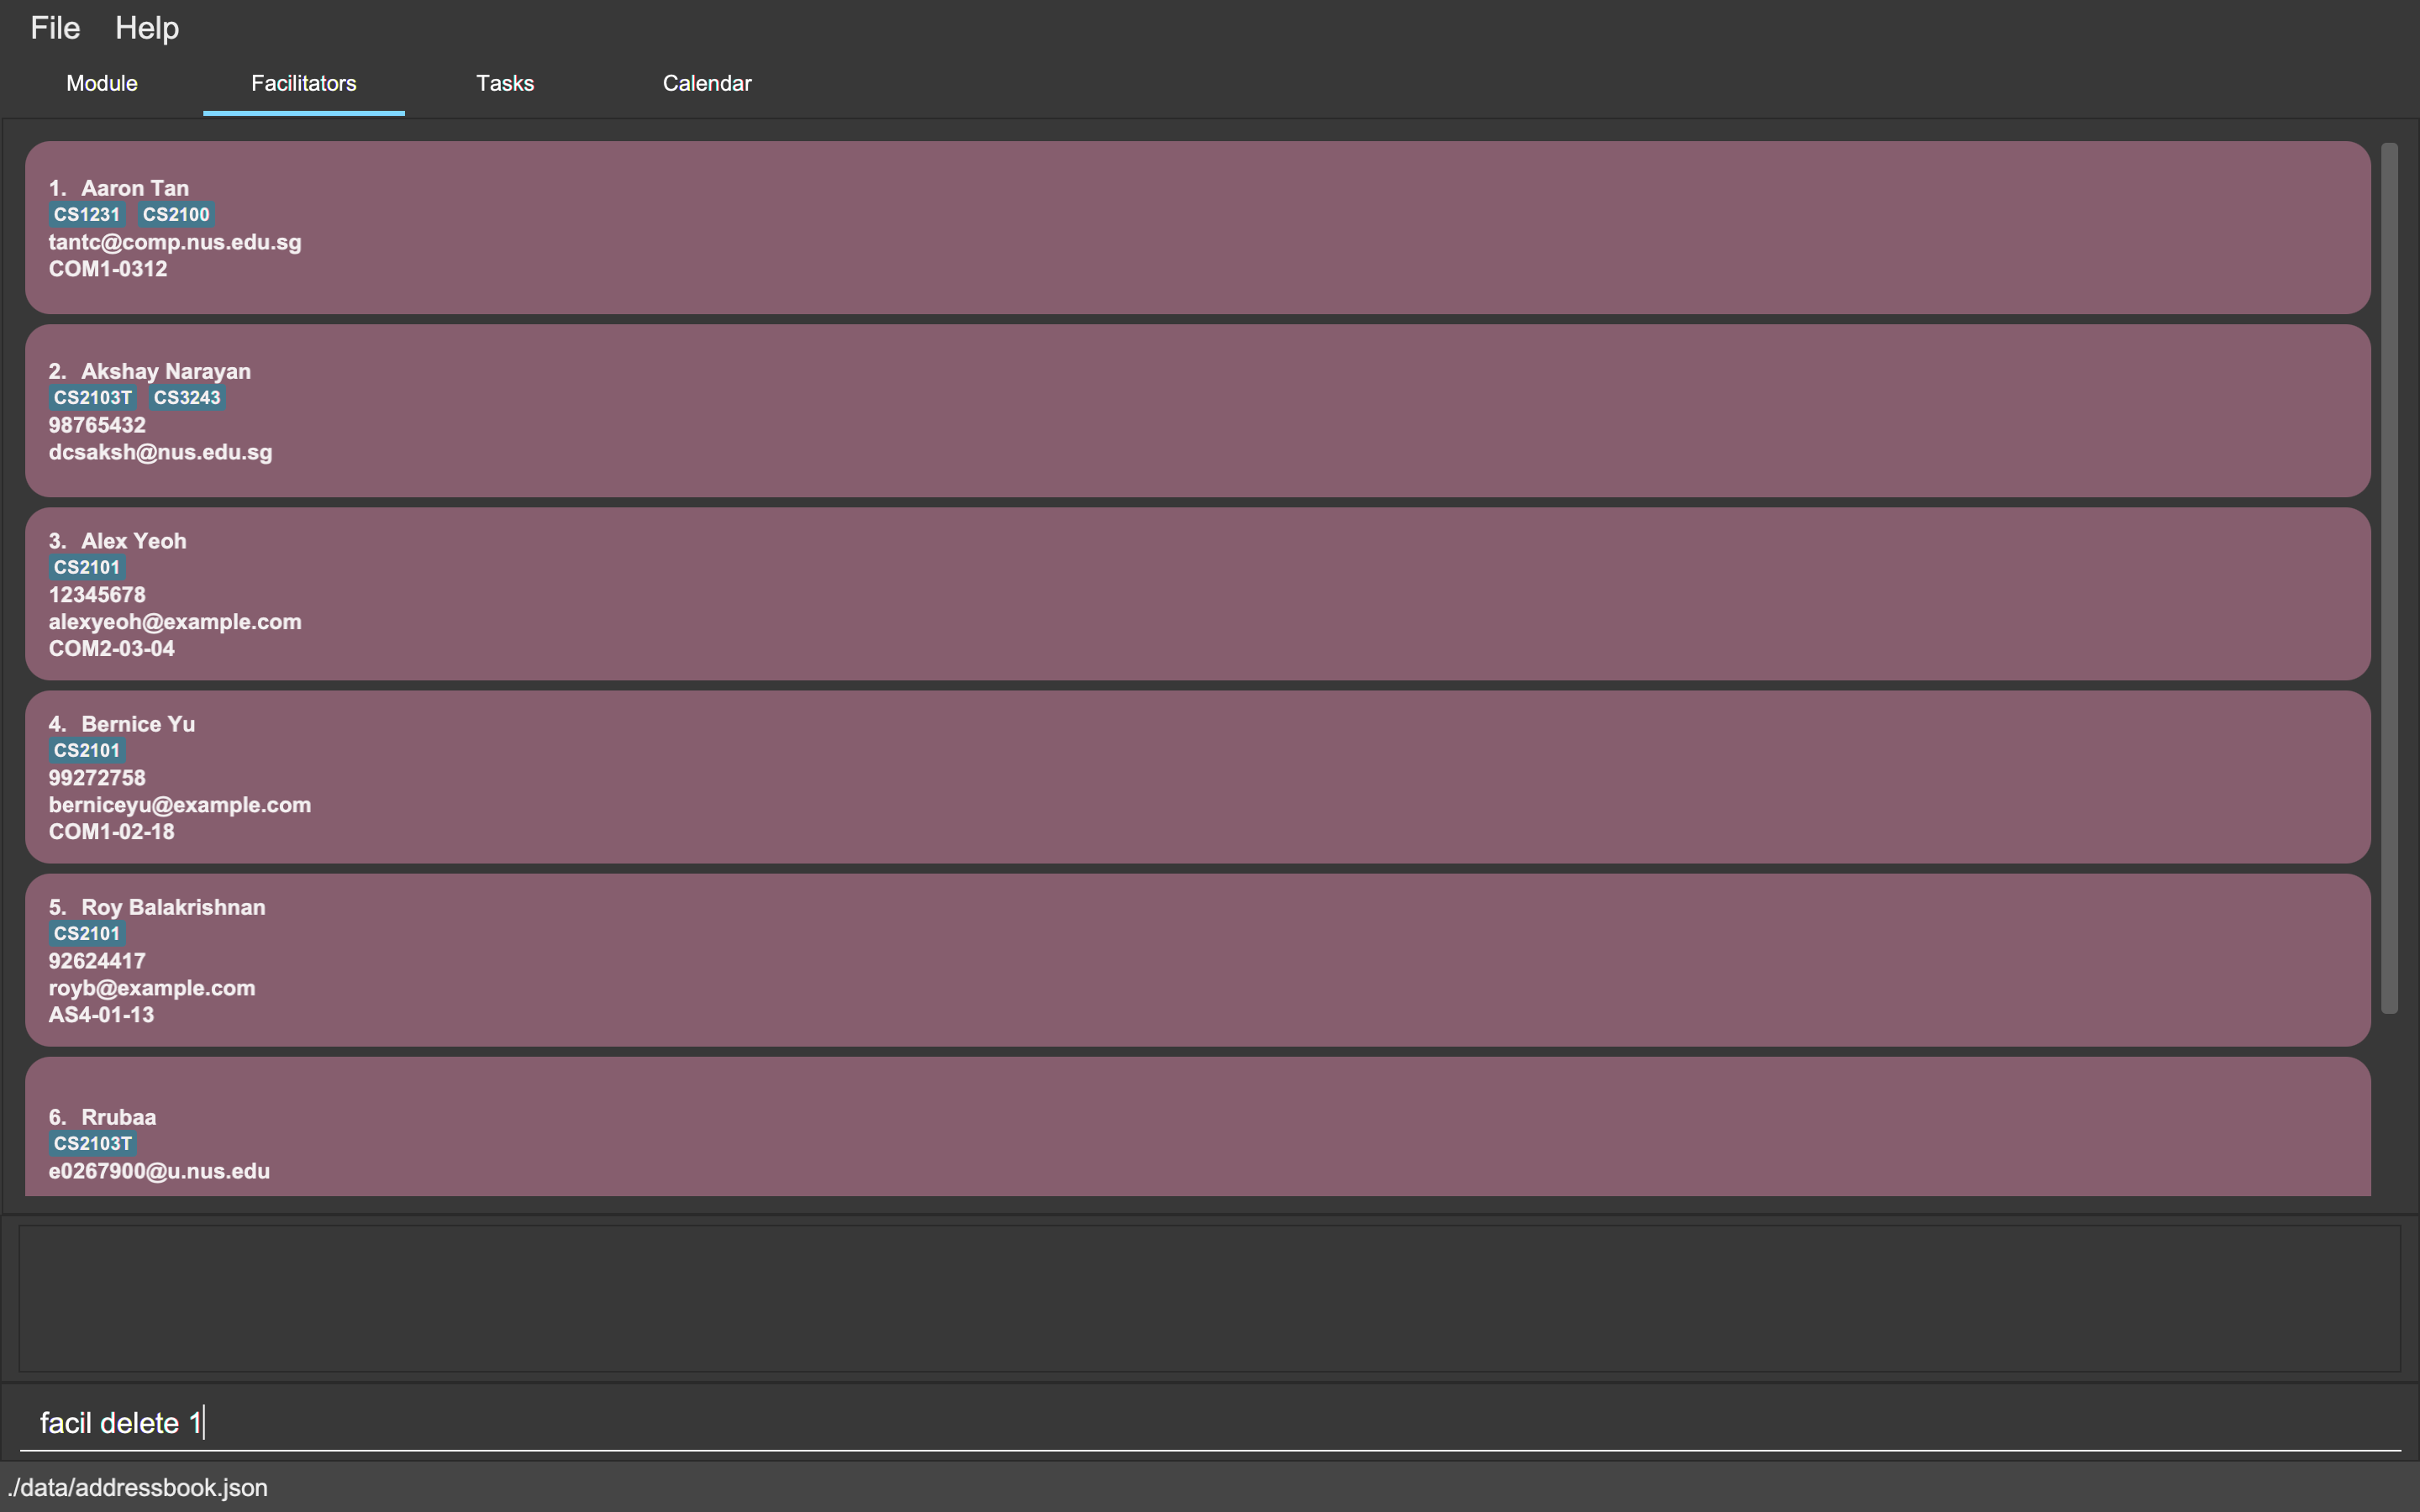 File Help
Module Facilitators Tasks Calendar
1. Aaron Tan
CS1231 CS2100
tantc@comp.nus.edu.sg
COM1-0312
2. Akshay Narayan
CS2103T CS3243
98765432
dcsaksh@nus.edu.sg
3. Alex Yeoh
CS2101
12345678
alexyeoh@example.com
COM2-03-04
4. Bernice Yu
CS2101
99272758
berniceyu@example.com
COM1-02-18
5. Roy Balakrishnan
CS2101
92624417
royb@example.com
AS4-01-13
6. Rrubaa
CS2103T
e0267900@u.nus.edu
facil delete 1
./data/addressbook.json